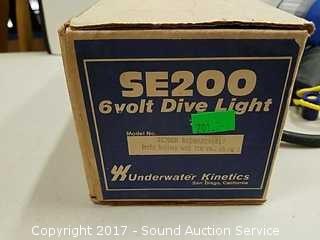 SE200
6volt Dive Light
Model No.
Underwater Kinetics
San Diego, California
Copyright 2017 - Sound Auction Service